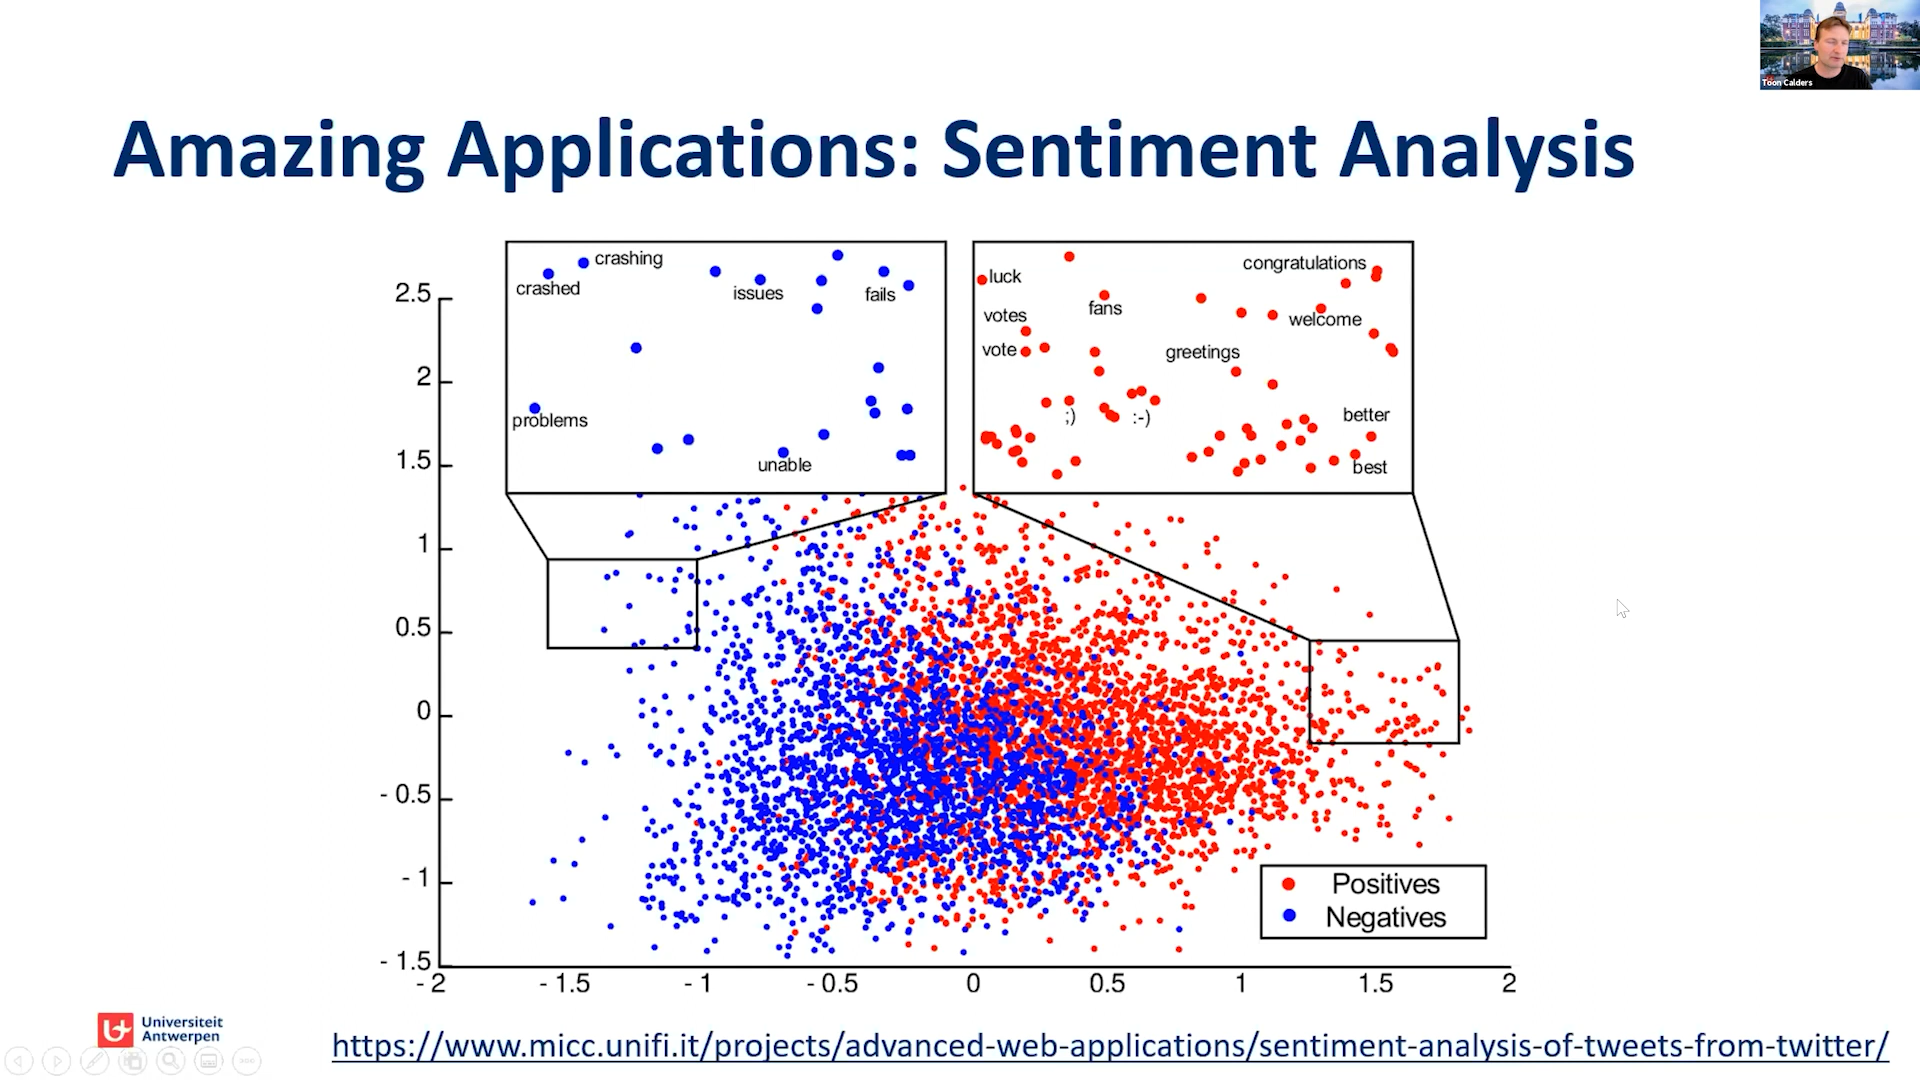 Toon Calders
Amazing Applications: Sentiment Analysis
crashing
crashed
issues
fails
problems
unable
luck
congratulations
fans
votes
welcome
vote
greetings
;)
:-)
better
best
2.5
2
1.5
1
0.5
0
- 0.5
- 1
- 1.5
- 2
- 1.5
- 1
- 0.5
0
0.5
1
1.5
2
Positives
Negatives
Universiteit
Antwerpen
https://www.micc.unifi.it/projects/advanced-web-applications/sentiment-analysis-of-tweets-from-twitter/